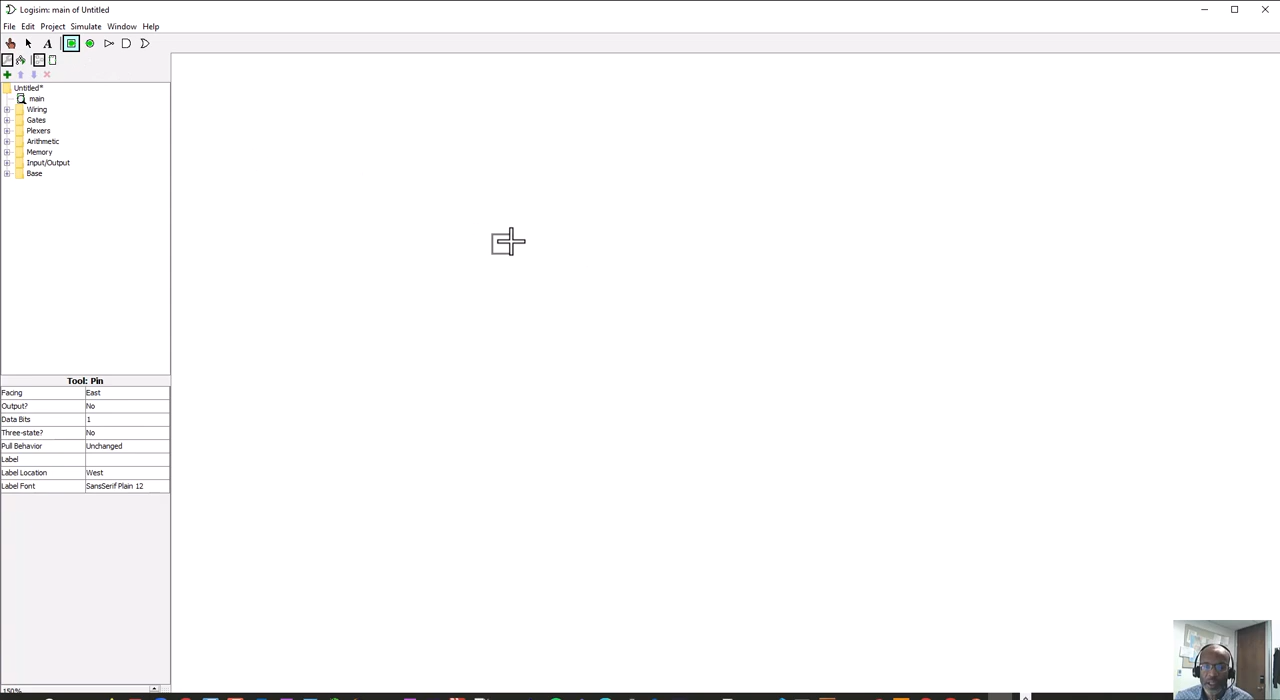 Logisim: main of Untitled
File Edit Project Simulate Window Help
A
Untitled*
main
Wiring
Gates
Plexers
Arithmetic
Memory
Input/Output
Base
Tool: Pin
Facing East
Output? No
Data Bits 1
Three-state? No
Pull Behavior Unchanged
Label
Label Location West
Label Font SansSerif Plain 12
150%